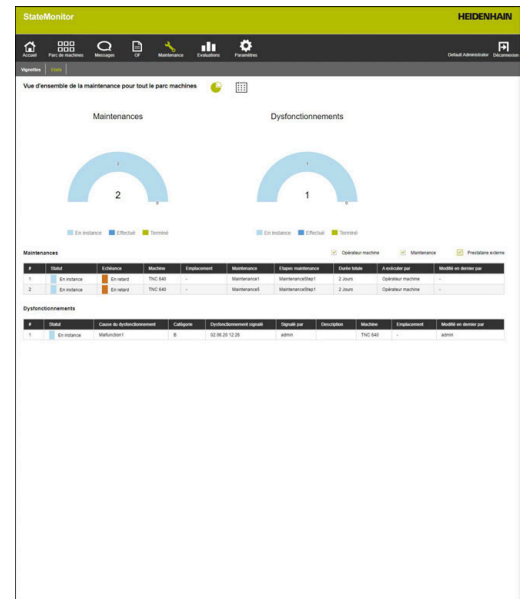 StateMonitor HEIDENHAIN
Accueil Parc de machines Messages OF Maintenance Evaluations Paramètres Default Administrator Déconnexion
Vignettes Liste
Vue d'ensemble de la maintenance pour tout le parc machines
Maintenances Dysfonctionnements
2 1
En instance Effectué Terminé En instance Effectué Terminé
Maintenances Opérateur machine Maintenance Prestataire externe
# Statut Echéance Machine Emplacement Maintenance Etapes maintenance Durée totale A exécuter par Modifié en dernier par
1 En instance En retard TNC 640 - Maintenance1 MaintenanceStep1 2 Jours Opérateur machine -
2 En instance En retard TNC 640 - Maintenance5 MaintenanceStep1 2 Jours Opérateur machine -
Dysfonctionnements
# Statut Cause du dysfonctionnement Catégorie Dysfonctionnement signalé Signalé par Description Machine Emplacement Modifié en dernier par
1 En instance Malfunction1 B 02.06.20 12:26 admin TNC 640 - admin